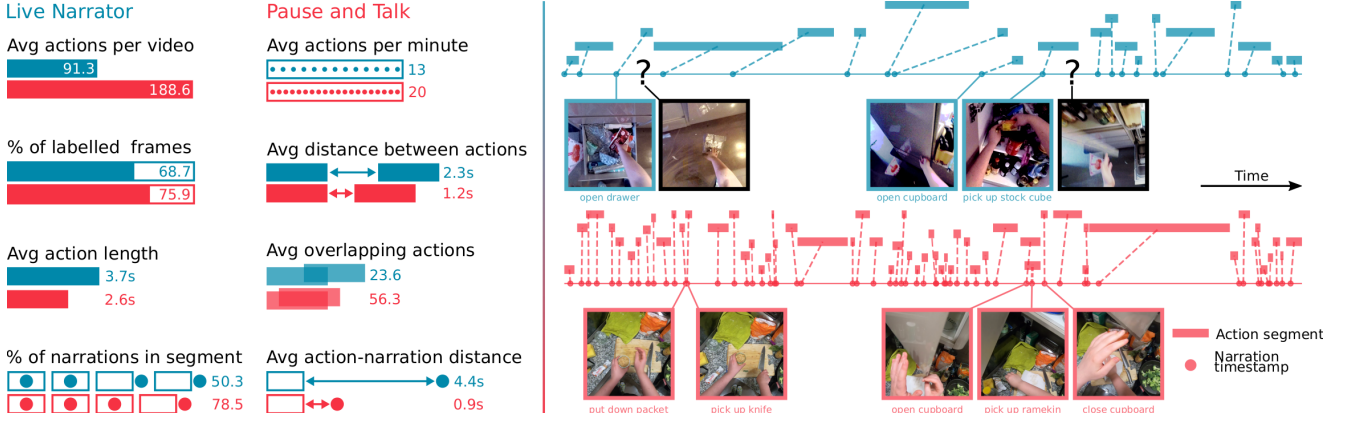 Live Narrator
Pause and Talk
Avg actions per video
91.3
188.6
Avg actions per minute
13
20
% of labelled frames
68.7
75.9
Avg distance between actions
2.3s
1.2s
Avg action length
3.7s
2.6s
Avg overlapping actions
23.6
56.3
% of narrations in segment
50.3
78.5
Avg action-narration distance
4.4s
0.9s
?
?
open drawer
open cupboard
pick up stock cube
Time
put down packet
pick up knife
open cupboard
pick up ramekin
close cupboard
Action segment
Narration
timestamp